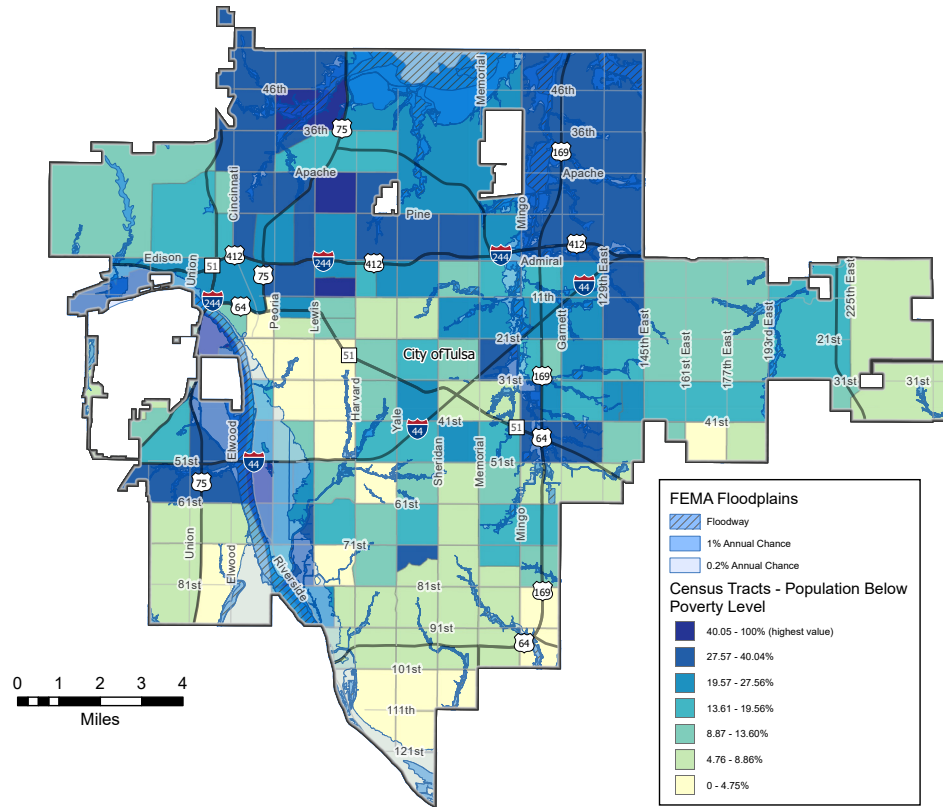 46th
Memorial
46th
36th
75
36th
169
Cincinnati
Apache
Apache
Pine
Mingo
Edison
Union
51
412
244
412
244
Admiral
412
75
244
64
Peoria
Lewis
11th
44
129th East
Garnett
145th East
161st East
177th East
193rd East
225th East
21st
21st
51
City of Tulsa
31st
169
31st
31st
Harvard
Yale
44
41st
51
64
41st
Elwood
Sheridan
Memorial
51st
44
51st
75
61st
61st
Mingo
Union
Elwood
71st
Riverside
81st
81st
169
91st
64
101st
111th
121st
0 1 2 3 4
Miles
FEMA Floodplains
Floodway
1% Annual Chance
0.2% Annual Chance
Census Tracts - Population Below
Poverty Level
40.05 - 100% (highest value)
27.57 - 40.04%
19.57 - 27.56%
13.61 - 19.56%
8.87 - 13.60%
4.76 - 8.86%
0 - 4.75%